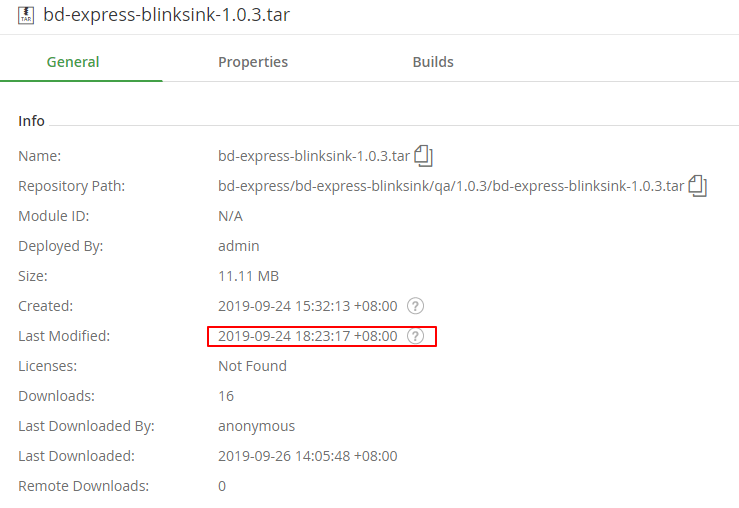 TAR bd-express-blinksink-1.0.3.tar
General Properties Builds
Info
Name: bd-express-blinksink-1.0.3.tar
Repository Path: bd-express/bd-express-blinksink/qa/1.0.3/bd-express-blinksink-1.0.3.tar
Module ID: N/A
Deployed By: admin
Size: 11.11 MB
Created: 2019-09-24 15:32:13 +08:00 ?
Last Modified: 2019-09-24 18:23:17 +08:00 ?
Licenses: Not Found
Downloads: 16
Last Downloaded By: anonymous
Last Downloaded: 2019-09-26 14:05:48 +08:00
Remote Downloads: 0